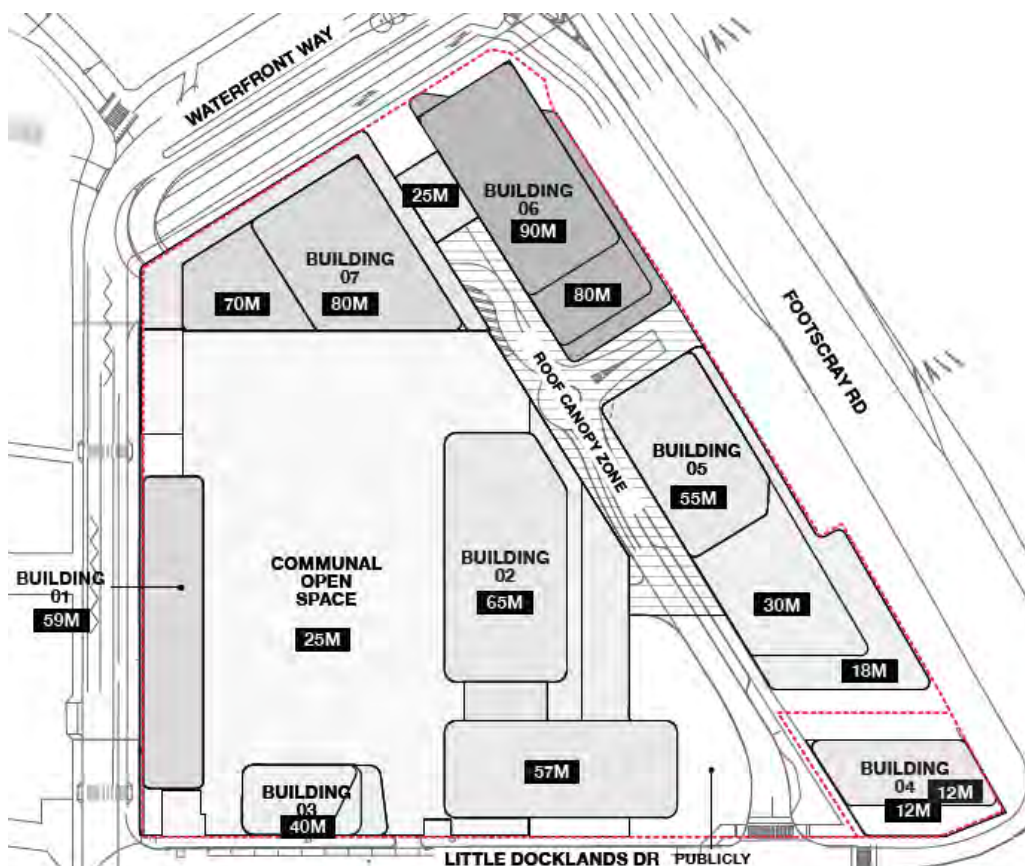 WATERFRONT WAY
BUILDING
06
90M
25M
80M
BUILDING
07
80M
70M
FOOTSCRAY RD
ROOF CANOPY ZONE
BUILDING
05
55M
30M
18M
BUILDING
01
59M
COMMUNAL
OPEN
SPACE
25M
BUILDING
02
65M
57M
BUILDING
03
40M
BUILDING
04
12M
12M
LITTLE DOCKLANDS DR
PUBLICLY